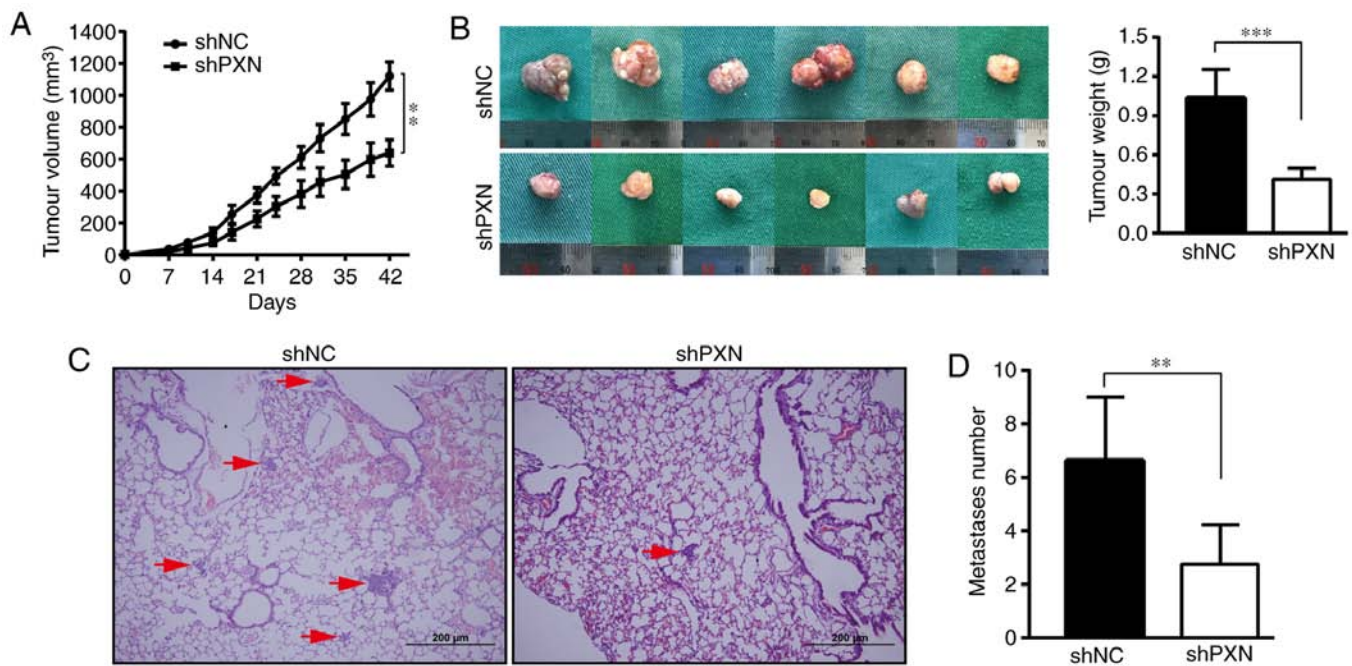 A
Tumour volume (mm³)
1400
1200
1000
800
600
400
200
0
shNC
shPXN
**
0 7 14 21 28 35 42
Days
B
shNC
shPXN
Tumour weight (g)
1.5
1.2
0.9
0.6
0.3
0.0
***
shNC shPXN
C
shNC
shPXN
200 µm
200 µm
D
Metastases number
10
8
6
4
2
0
**
shNC shPXN